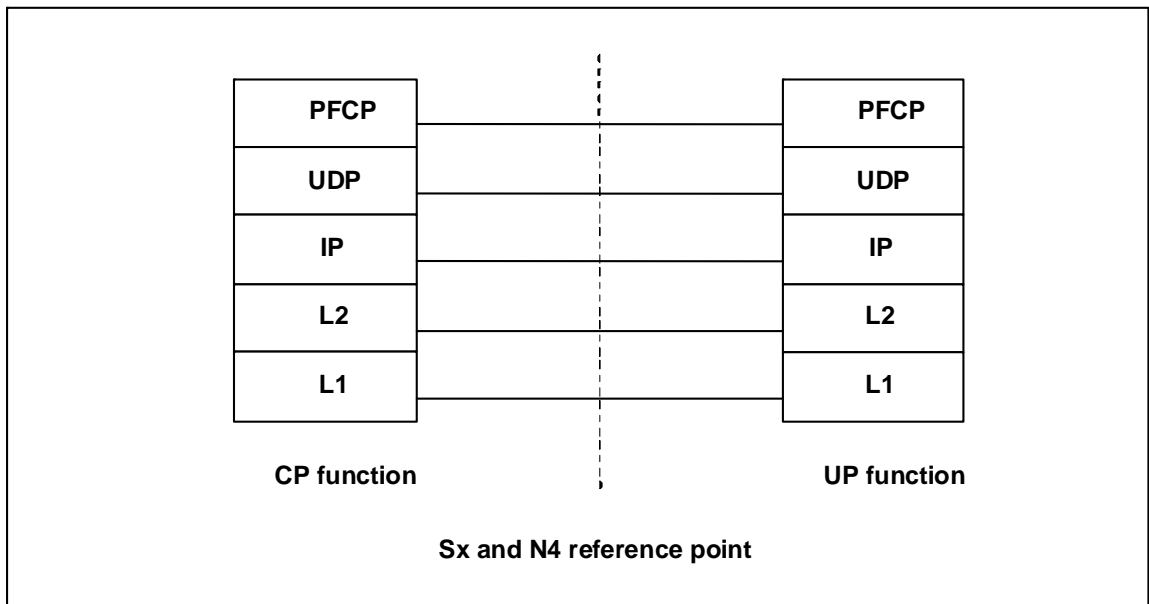 PFCP
PFCP
UDP
UDP
IP
IP
L2
L2
L1
L1
CP function
UP function
Sx and N4 reference point